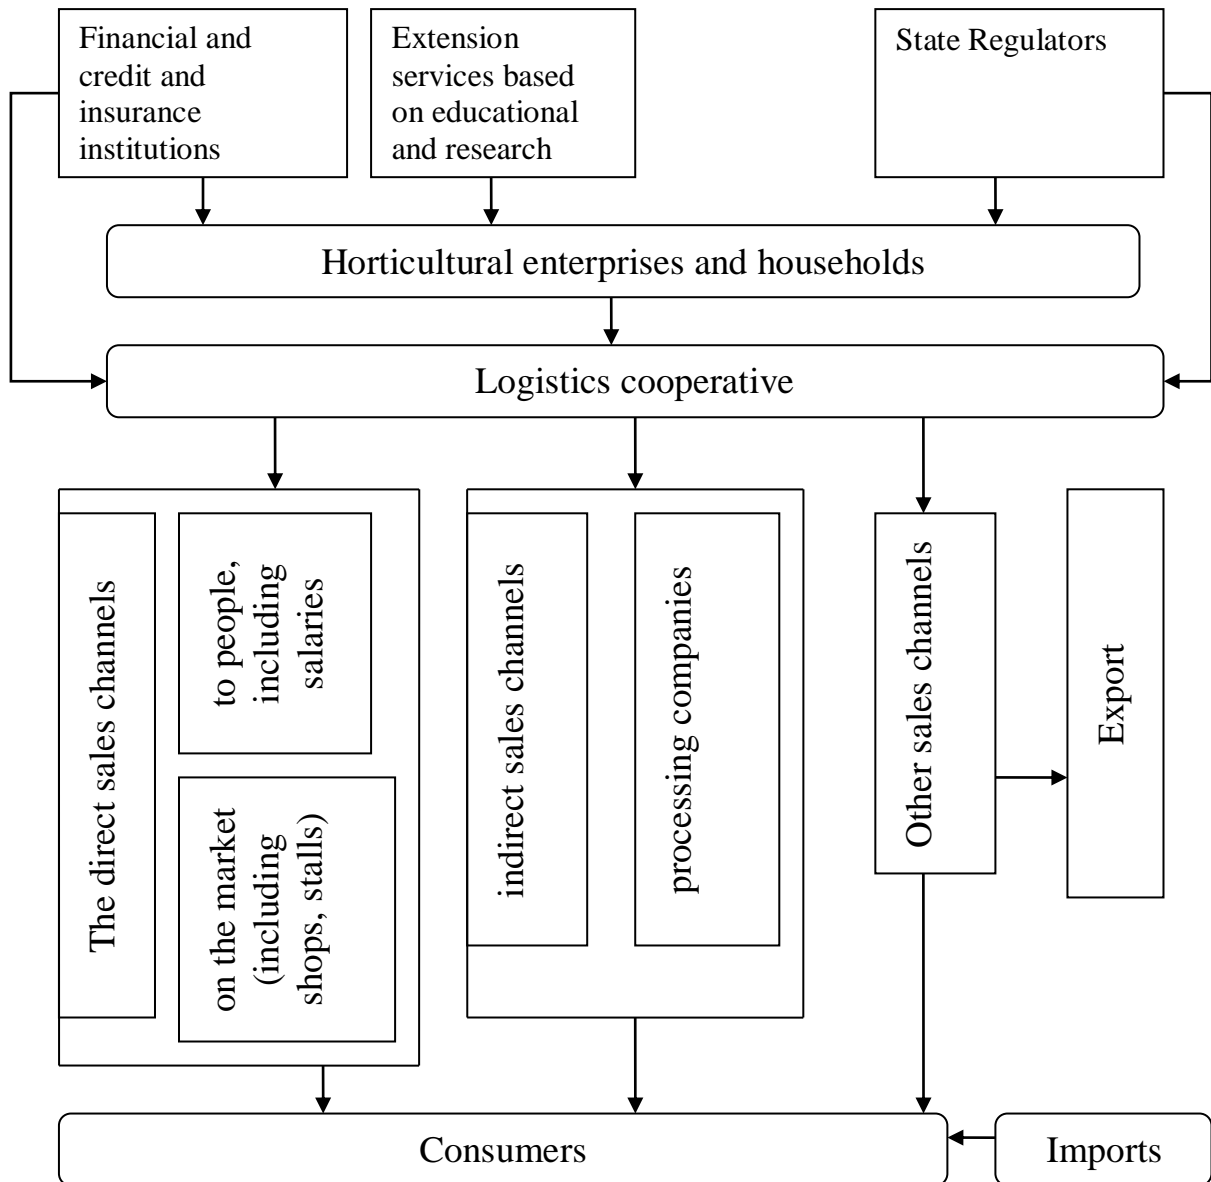 Financial and
credit and
insurance
institutions
Extension
services based
on educational
and research
State Regulators
Horticultural enterprises and households
Logistics cooperative
The direct sales channels
to people,
including
salaries
on the market
(including
shops, stalls)
indirect sales channels
processing companies
Other sales channels
Export
Consumers
Imports